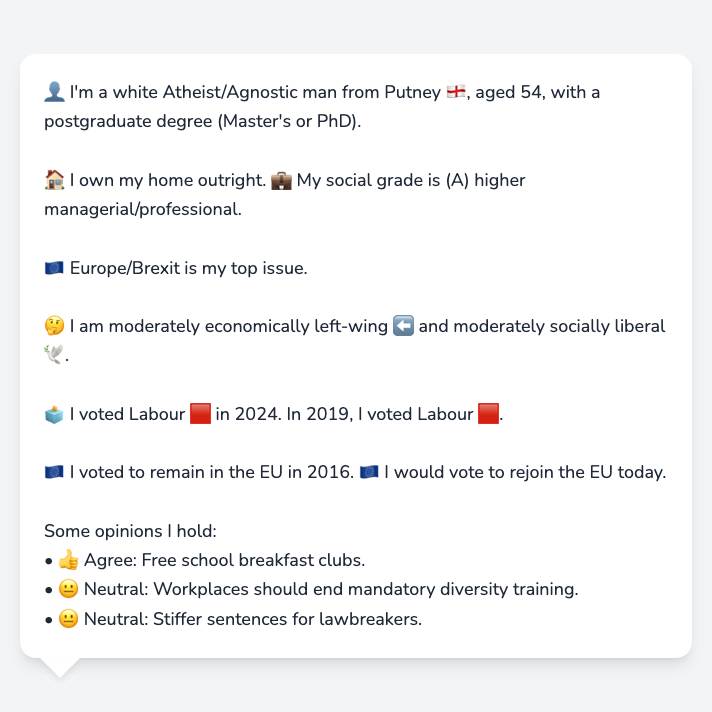 👤 I'm a white Atheist/Agnostic man from Putney 🏴󠁧󠁢󠁥󠁮󠁧󠁿, aged 54, with a
postgraduate degree (Master's or PhD).
🏠 I own my home outright. 💼 My social grade is (A) higher
managerial/professional.
🇪🇺 Europe/Brexit is my top issue.
🤔 I am moderately economically left-wing ⬅️ and moderately socially liberal
🕊️.
🗳️ I voted Labour 🟥 in 2024. In 2019, I voted Labour 🟥.
🇪🇺 I voted to remain in the EU in 2016. 🇪🇺 I would vote to rejoin the EU today.
Some opinions I hold:
• 👍 Agree: Free school breakfast clubs.
• 😐 Neutral: Workplaces should end mandatory diversity training.
• 😐 Neutral: Stiffer sentences for lawbreakers.